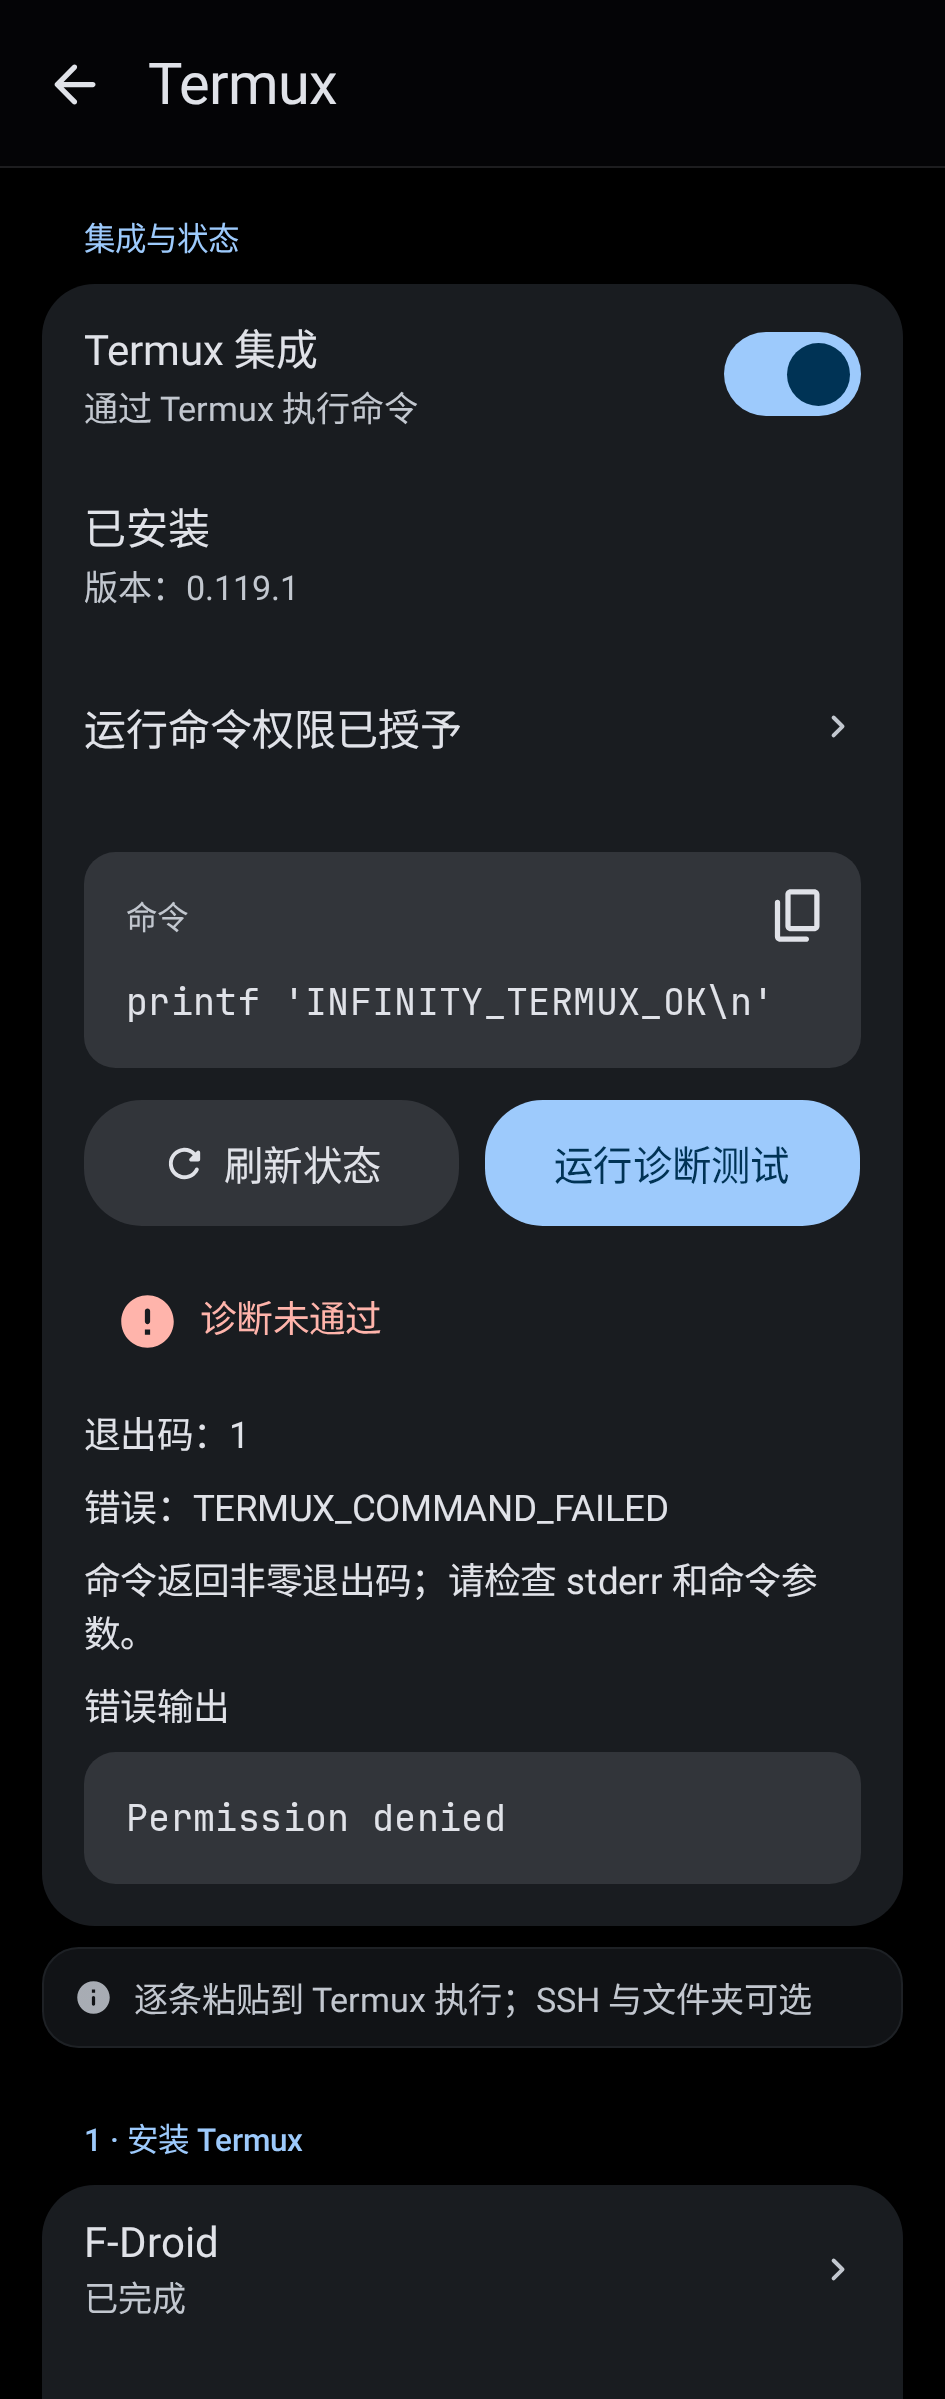 Termux
集成与状态
Termux 集成
通过 Termux 执行命令
已安装
版本：0.119.1
运行命令权限已授予
命令
printf 'INFINITY_TERMUX_OK\n'
刷新状态
运行诊断测试
诊断未通过
退出码：1
错误：TERMUX_COMMAND_FAILED
命令返回非零退出码；请检查 stderr 和命令参
数。
错误输出
Permission denied
逐条粘贴到 Termux 执行；SSH 与文件夹可选
1 · 安装 Termux
F-Droid
已完成